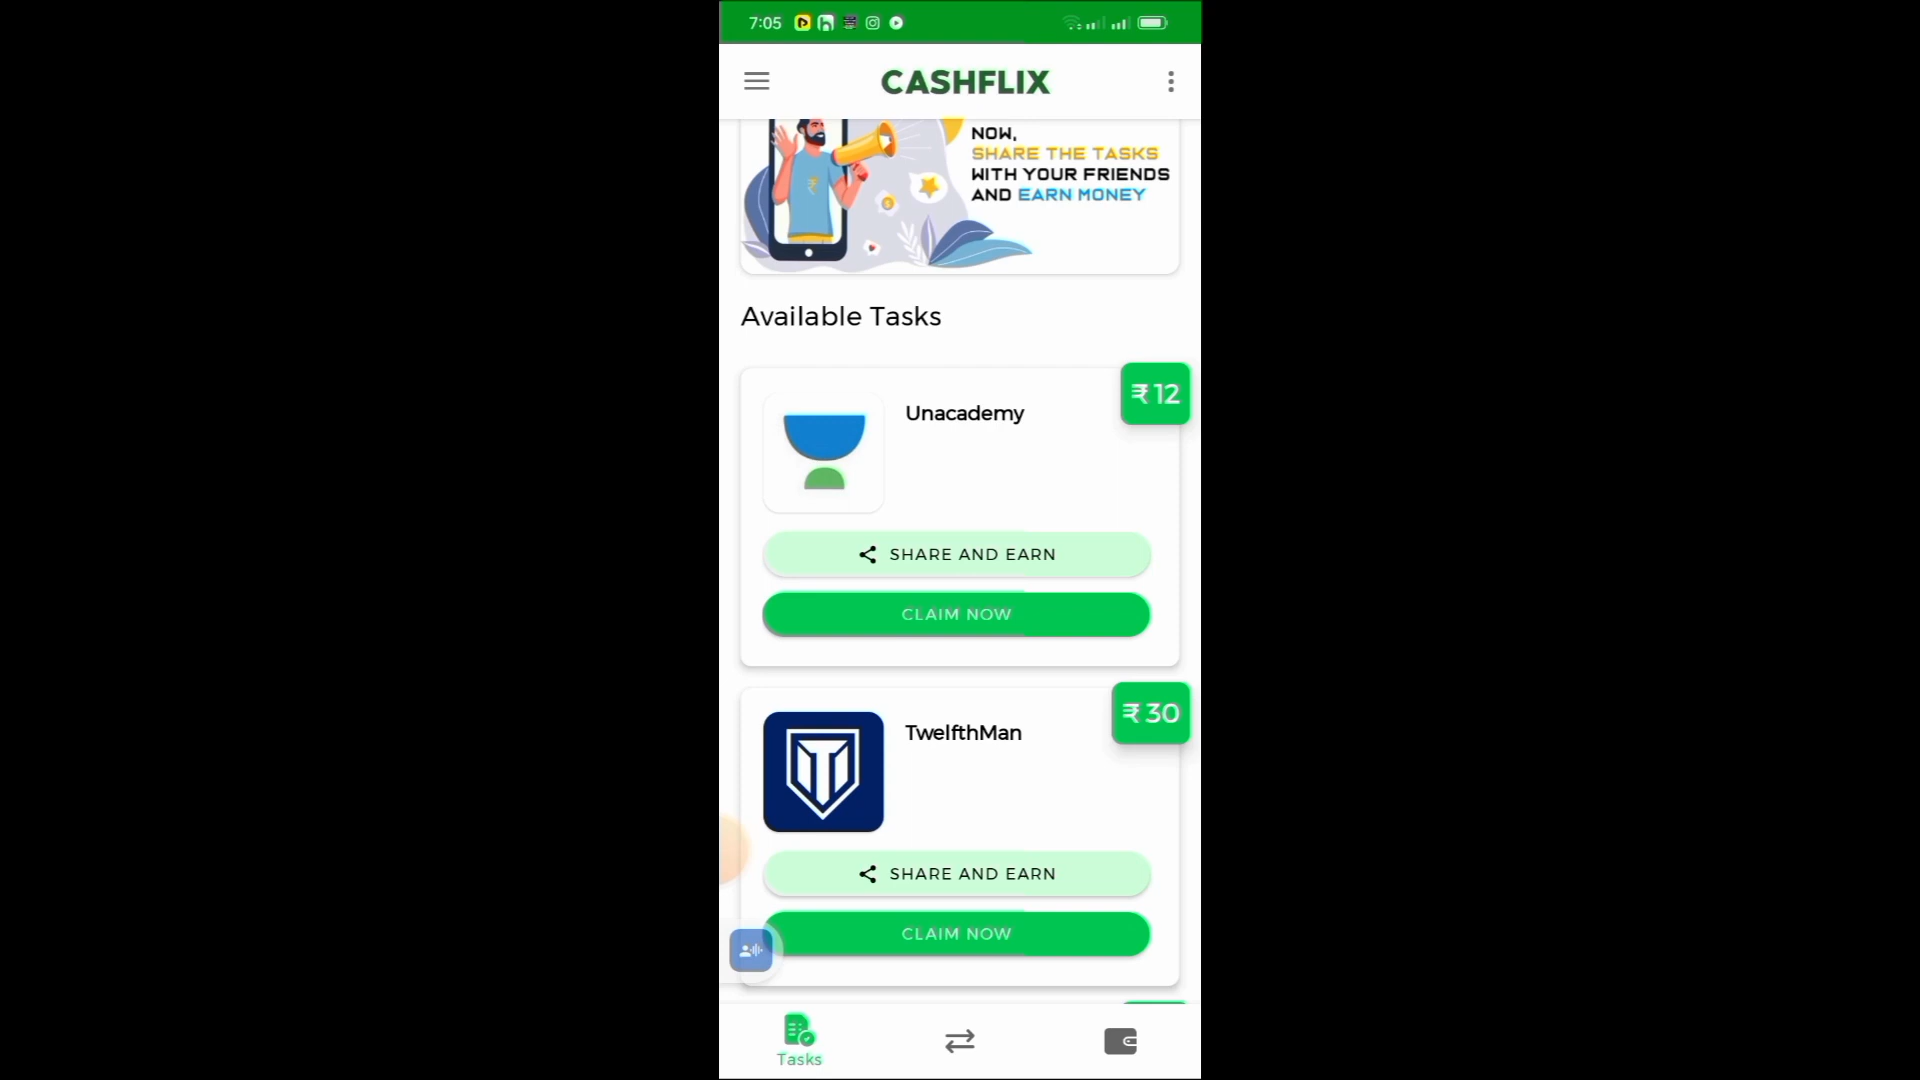 7:05
CASHFLIX
NOW,
SHARE THE TASKS
WITH YOUR FRIENDS
AND EARN MONEY
Available Tasks
₹ 12
Unacademy
SHARE AND EARN
CLAIM NOW
₹ 30
TwelfthMan
SHARE AND EARN
CLAIM NOW
Tasks